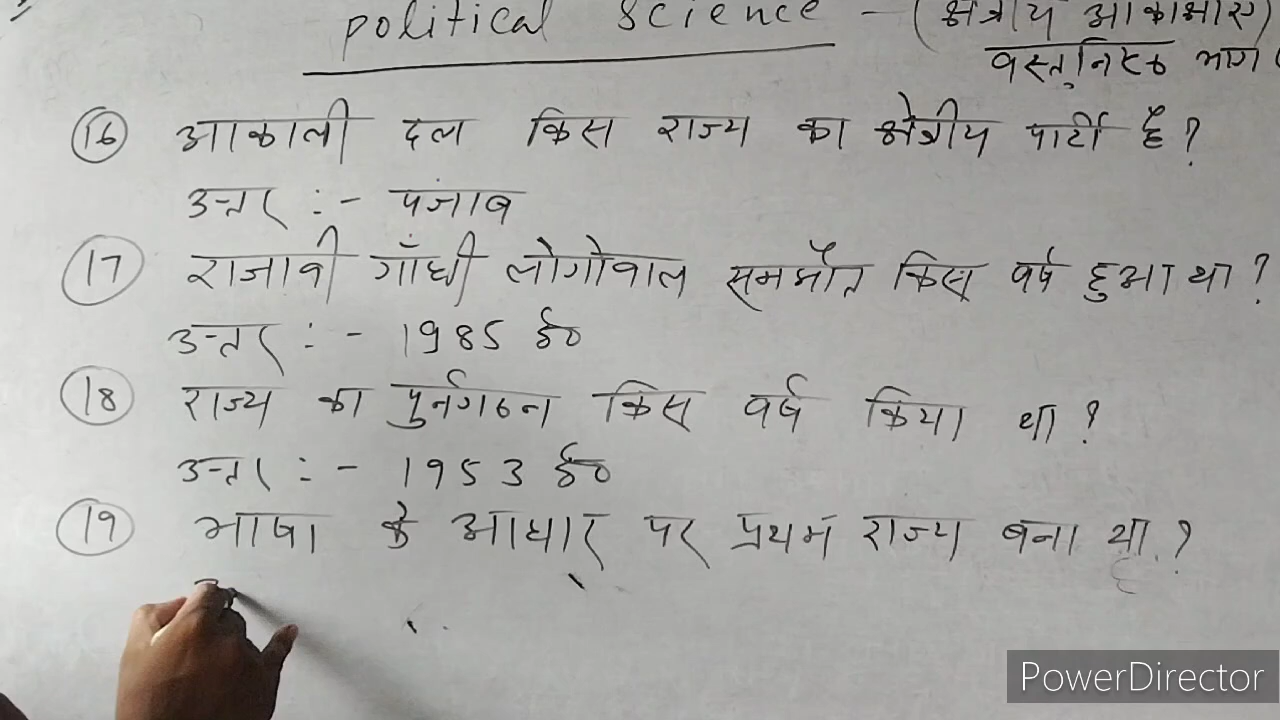 political science - (क्षेत्रीय आकांक्षाएं)
वस्तुनिष्ठ भाग
(16) आकाली दल किस राज्य का क्षेत्रीय पार्टी है ?
उत्तर :- पंजाब
(17) राजीवी गाँधी लोगोवाल समझौत किस वर्ष हुआ था ?
उत्तर :- 1985 ई०
(18) राज्य का पुर्नगठन किस वर्ष किया था ?
उत्तर :- 1953 ई०
(19) भाषा के आधार पर प्रथम राज्य बना था ?
PowerDirector